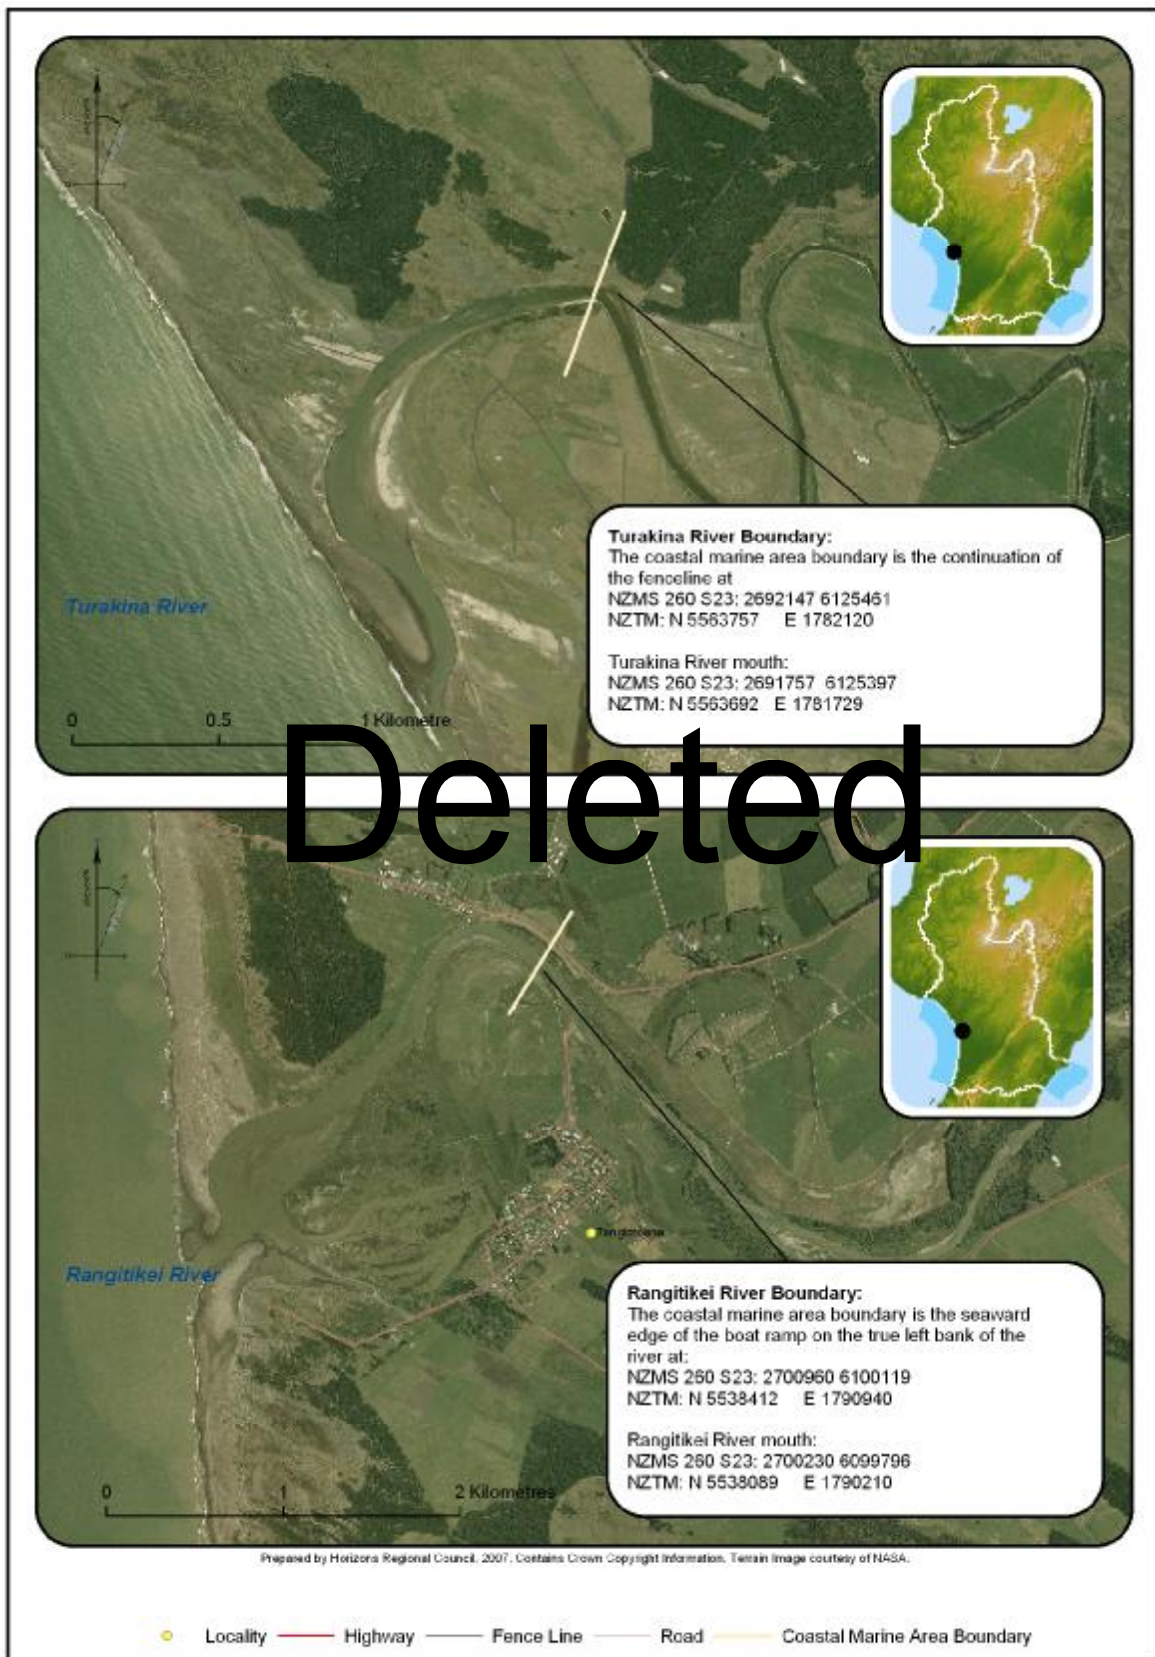 Turakina River Boundary:
The coastal marine area boundary is the continuation of
the fenceline at
NZMS 260 S23: 2692147 6125461
NZTM: N 5563757 E 1782120
Turakina River mouth:
NZMS 260 S23: 2691757 6125397
NZTM: N 5563692 E 1781729
Turakina River
0 0.5 1 Kilometre
Deleted
Rangitikei River
Rangitikei River Boundary:
The coastal marine area boundary is the seaward
edge of the boat ramp on the true left bank of the
river at:
NZMS 260 S23: 2700960 6100119
NZTM: N 5538412 E 1790940
Rangitikei River mouth:
NZMS 260 S23: 2700230 6099796
NZTM: N 5538089 E 1790210
0 1 2 Kilometres
Prepared by Horizons Regional Council. 2007. Contains Crown Copyright Information. Terrain Image courtesy of NASA.
Locality Highway Fence Line Road Coastal Marine Area Boundary